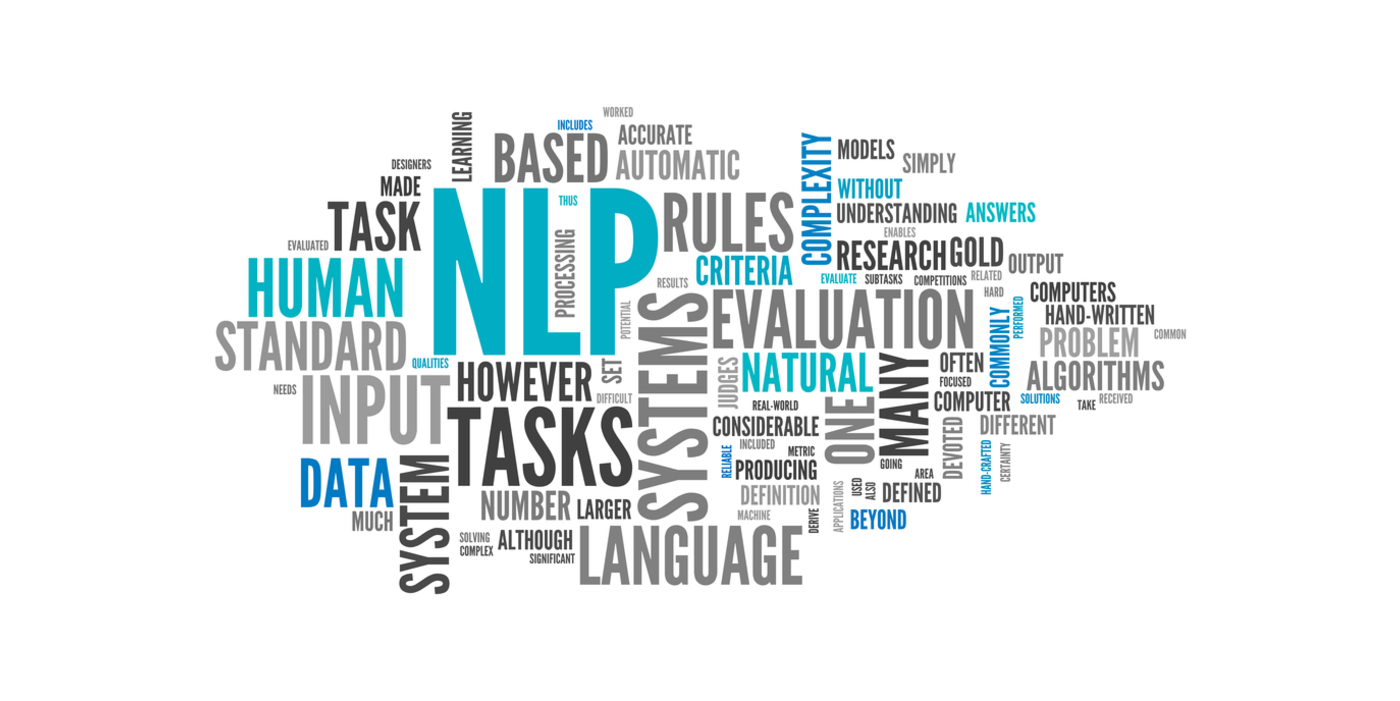 WORKED
INCLUDES
LEARNING
BASED
ACCURATE
AUTOMATIC
DESIGNERS
MADE
TASK
EVALUATED
HUMAN
STANDARD
NLP
THUS
PROCESSING
POTENTIAL
RULES
CRITERIA
RESULTS
COMPLEXITY
MODELS
SIMPLY
WITHOUT
UNDERSTANDING
ANSWERS
ENABLES
RESEARCH
GOLD
OUTPUT
EVALUATE
SUBTASKS
COMPETITIONS
RELATED
HARD
COMPUTERS
HAND-WRITTEN
PERFORMED
PROBLEM
COMMON
ALGORITHMS
COMMONLY
SOLUTIONS
TAKE
RECEIVED
QUALITIES
NEEDS
INPUT
HOWEVER
SET
DIFFICULT
SYSTEMS
EVALUATION
JUDGES
NATURAL
REAL-WORLD
CONSIDERABLE
INCLUDED
METRIC
RELIABLE
PRODUCING
DEFINITION
MACHINE
ONE
MANY
OFTEN
FOCUSED
COMPUTER
DIFFERENT
DEVOTED
GOING
AREA
HAND-CRAFTED
CERTAINTY
USED
ALSO
DEFINED
APPLICATIONS
DERIVE
BEYOND
TASKS
DATA
MUCH
SYSTEM
NUMBER
LARGER
SOLVING
COMPLEX
ALTHOUGH
SIGNIFICANT
LANGUAGE